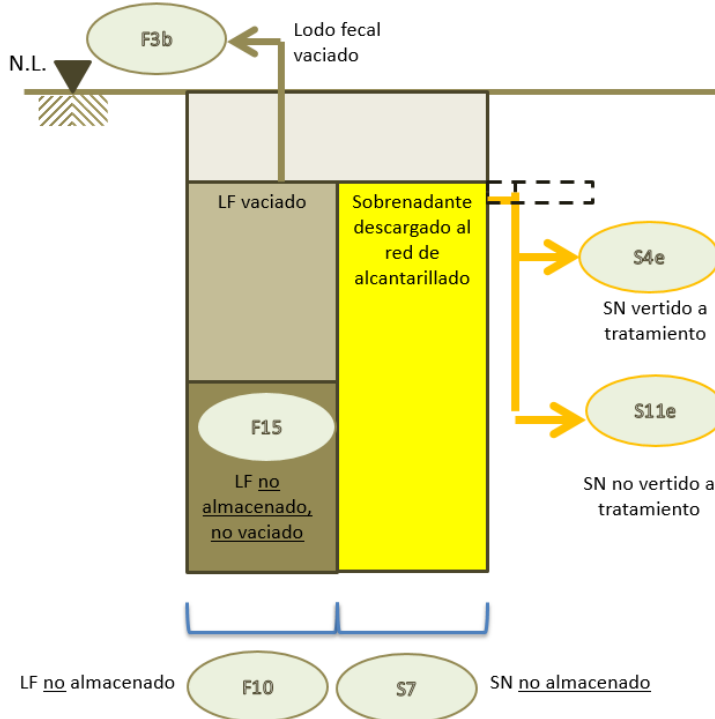 F3b
Lodo fecal
vaciado
N.L.
LF vaciado
Sobrenadante
descargado al
red de
alcantarillado
S4e
SN vertido a
tratamiento
F15
LF no
almacenado,
no vaciado
S11e
SN no vertido a
tratamiento
LF no almacenado
F10
S7
SN no almacenado